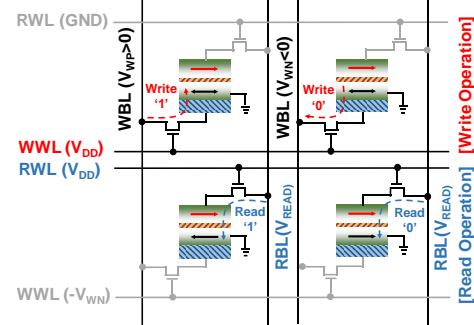 RWL (GND)
WBL (V_WP>0)
WBL (V_WN<0)
[Write Operation]
Write
'1'
Write
'0'
WWL (V_DD)
RWL (V_DD)
Read
'1'
Read
'0'
RBL(V_READ)
RBL(V_READ)
[Read Operation]
WWL (-V_WN)